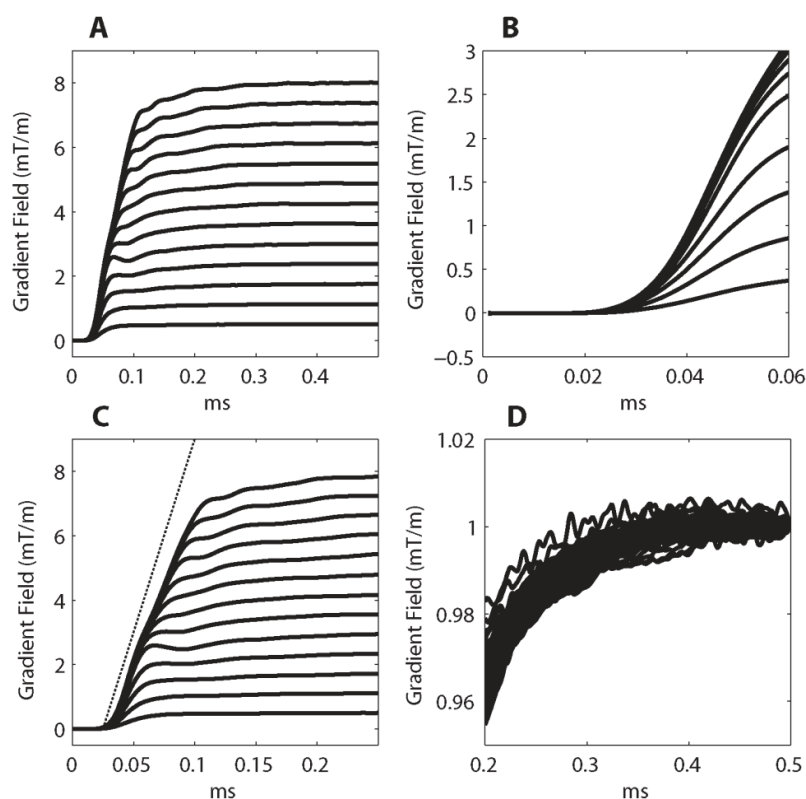 A
Gradient Field (mT/m)
8
6
4
2
0
0 0.1 0.2 0.3 0.4
ms
B
Gradient Field (mT/m)
3
2.5
2
1.5
1
0.5
0
−0.5
0 0.02 0.04 0.06
ms
C
Gradient Field (mT/m)
8
6
4
2
0
0 0.05 0.1 0.15 0.2
ms
D
Gradient Field (mT/m)
1.02
1
0.98
0.96
0.2 0.3 0.4 0.5
ms